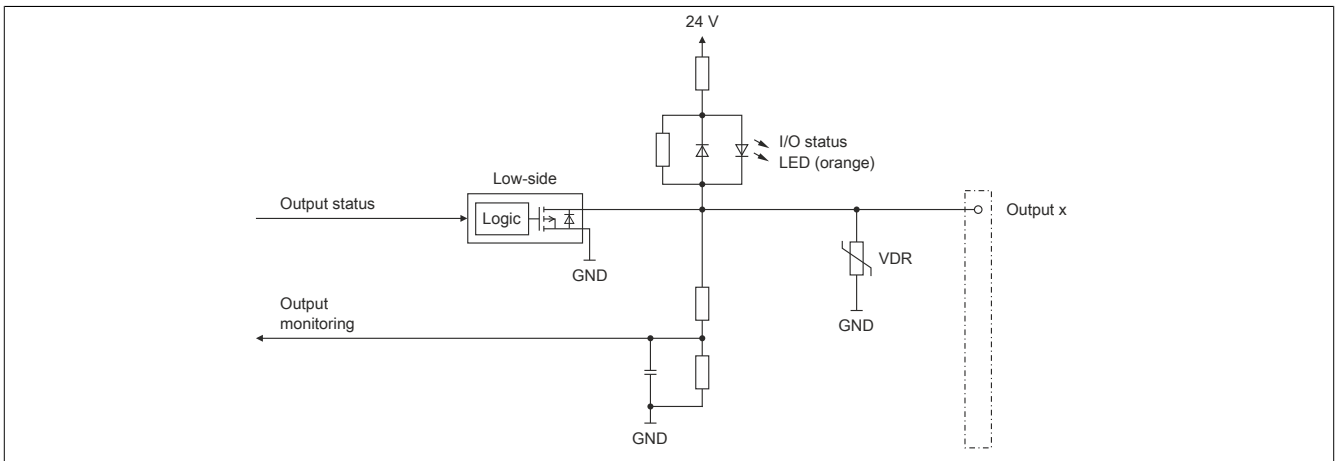 24 V
I/O status
LED (orange)
Low-side
Output status
Logic
Output x
GND
VDR
Output
monitoring
GND
GND